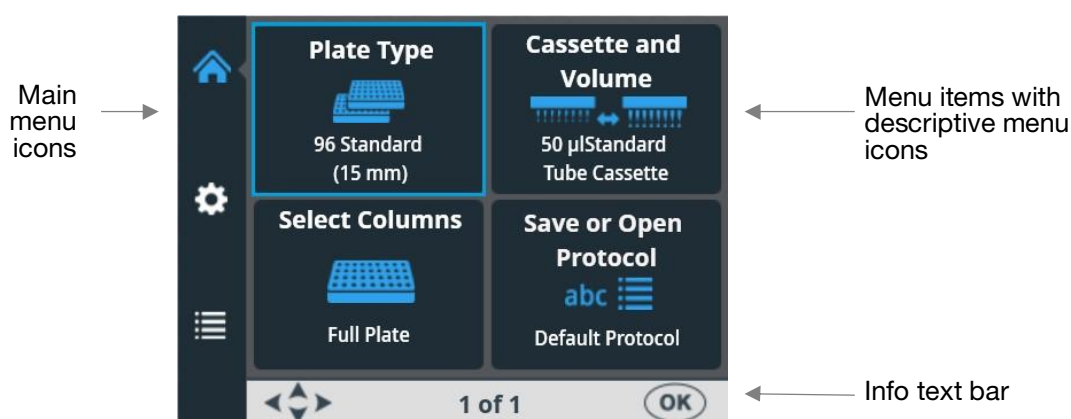 Main
menu
icons
Plate Type
96 Standard
(15 mm)
Cassette and
Volume
50 µlStandard
Tube Cassette
Select Columns
Full Plate
Save or Open
Protocol
abc
Default Protocol
1 of 1
OK
Menu items with
descriptive menu
icons
Info text bar